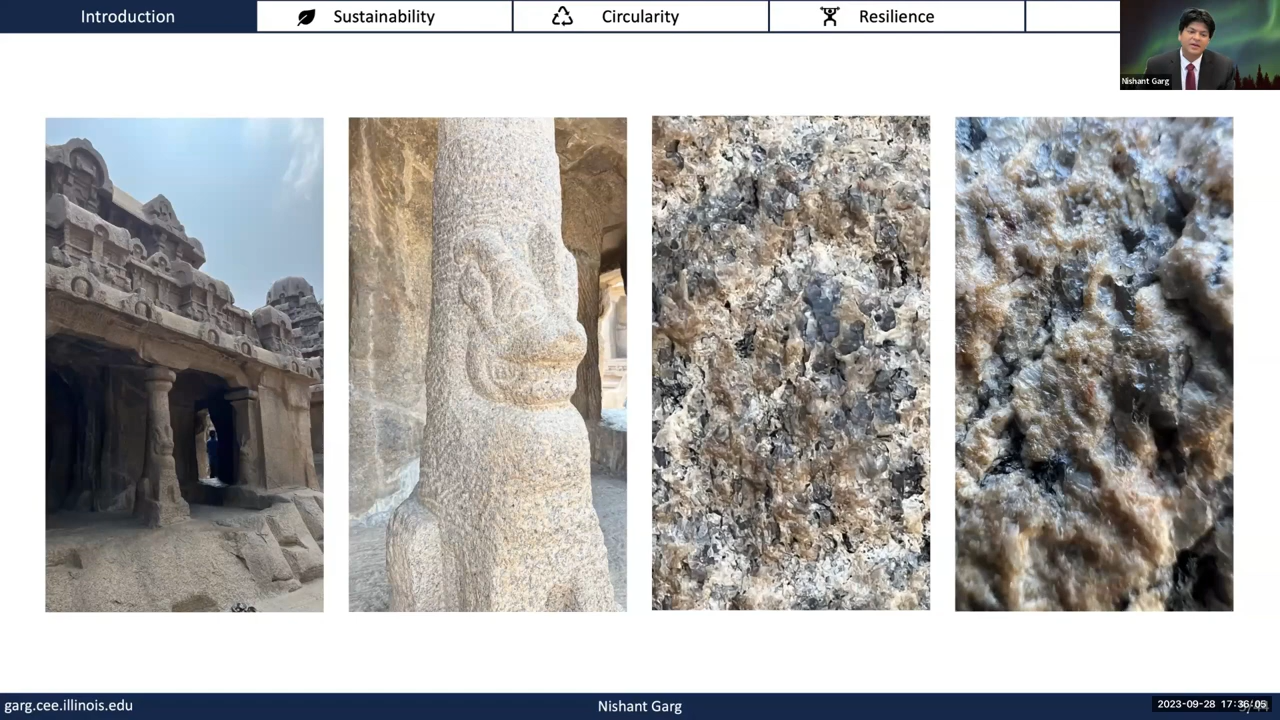 Introduction
Sustainability
Circularity
Resilience
Nishant Garg
garg.cee.illinois.edu
Nishant Garg
2023-09-28 17:36:05